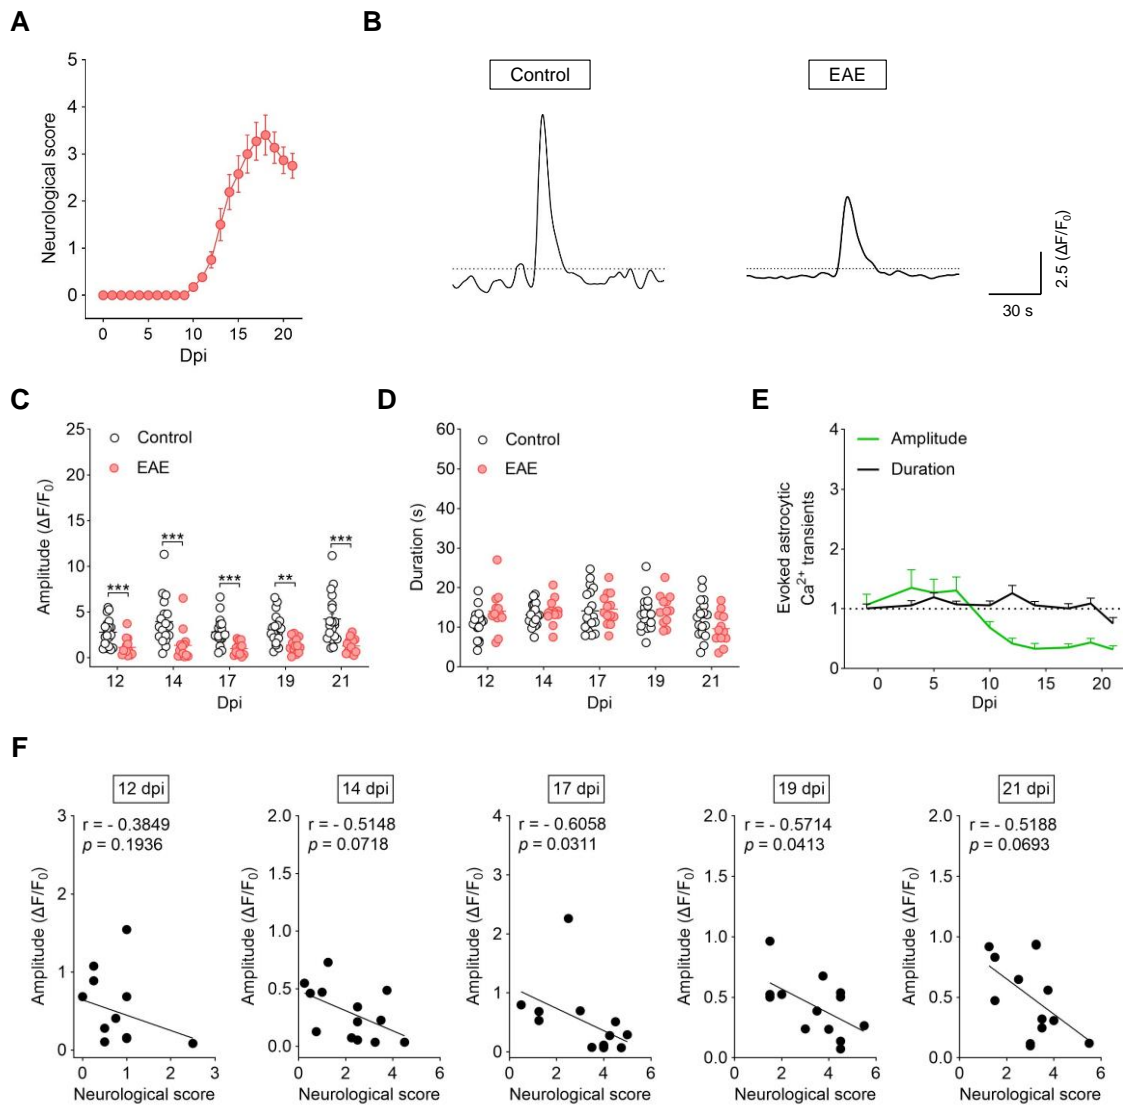 A
B
5
4
3
2
1
0
Neurological score
0 5 10 15 20
Dpi
Control
EAE
2.5 (ΔF/F₀)
30 s
C
D
E
25
20
15
10
5
0
Amplitude (ΔF/F₀)
Control
EAE
*** *** *** ** ***
12 14 17 19 21
Dpi
60
50
40
30
20
10
0
Duration (s)
Control
EAE
12 14 17 19 21
Dpi
4
3
2
1
0
Evoked astrocytic
Ca²⁺ transients
Amplitude
Duration
0 5 10 15 20
Dpi
F
12 dpi
r = - 0.3849
p = 0.1936
3
2
1
0
Amplitude (ΔF/F₀)
0 1 2 3
Neurological score
14 dpi
r = - 0.5148
p = 0.0718
2.0
1.5
1.0
0.5
0.0
Amplitude (ΔF/F₀)
0 2 4 6
Neurological score
17 dpi
r = - 0.6058
p = 0.0311
4
3
2
1
0
Amplitude (ΔF/F₀)
0 2 4 6
Neurological score
19 dpi
r = - 0.5714
p = 0.0413
2.0
1.5
1.0
0.5
0.0
Amplitude (ΔF/F₀)
0 2 4 6
Neurological score
21 dpi
r = - 0.5188
p = 0.0693
2.0
1.5
1.0
0.5
0.0
Amplitude (ΔF/F₀)
0 2 4 6
Neurological score